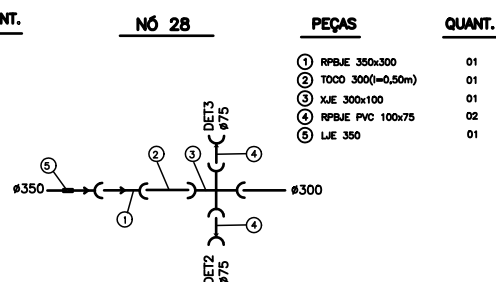 NT.
NÓ 28
PEÇAS QUANT.
1 RPBJE 350x300 01
2 TOCO 300(l=0,50m) 01
3 XJE 300x100 01
4 RPBJE PVC 100x75 02
5 LJE 350 01
DET3
ø75
5
2
3
4
ø350
ø300
1
4
DET2
ø75